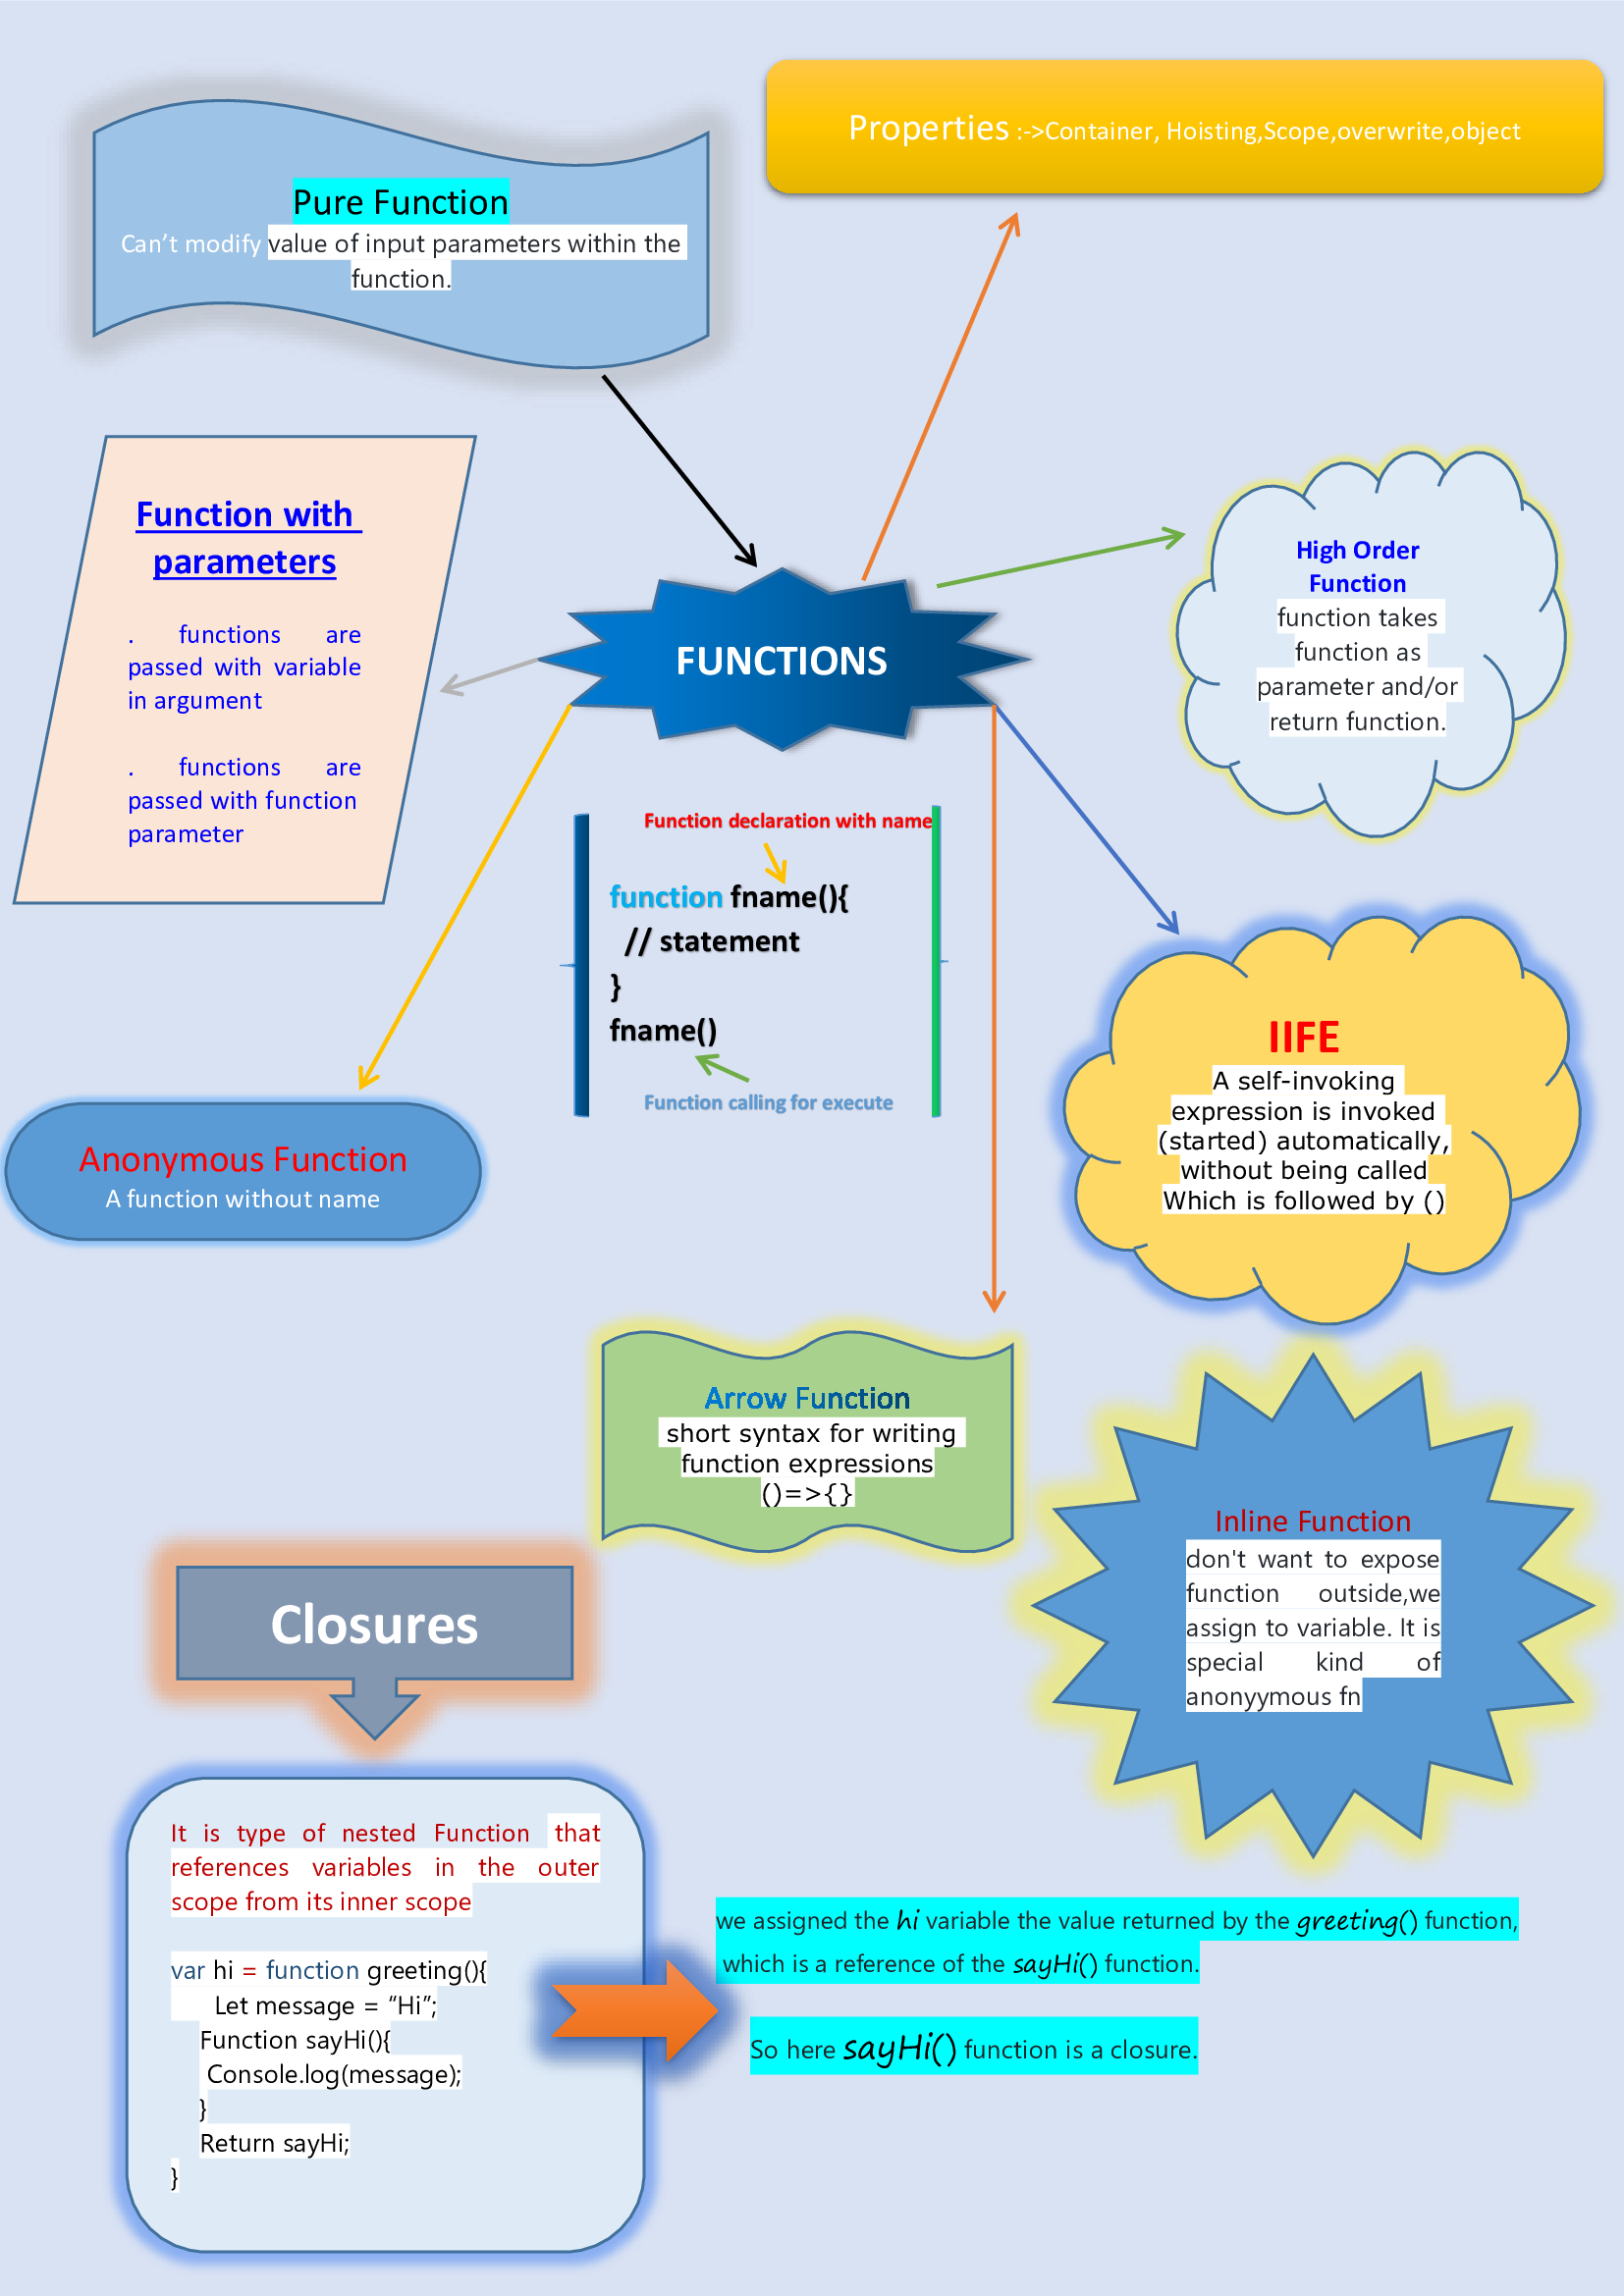 Properties :->Container, Hoisting,Scope,overwrite,object
Pure Function
Can’t modify value of input parameters within the
function.
Function with
parameters
. functions are
passed with variable
in argument
. functions are
passed with function
parameter
High Order
Function
function takes
function as
parameter and/or
return function.
FUNCTIONS
Function declaration with name
function fname(){
// statement
}
fname()
Function calling for execute
IIFE
A self-invoking
expression is invoked
(started) automatically,
without being called
Which is followed by ()
Anonymous Function
A function without name
Arrow Function
short syntax for writing
function expressions
()=>{}
Inline Function
don't want to expose
function outside,we
assign to variable. It is
special kind of
anonyymous fn
Closures
It is type of nested Function that
references variables in the outer
scope from its inner scope
var hi = function greeting(){
Let message = “Hi”;
Function sayHi(){
Console.log(message);
}
Return sayHi;
}
we assigned the hi variable the value returned by the greeting() function,
which is a reference of the sayHi() function.
So here sayHi() function is a closure.